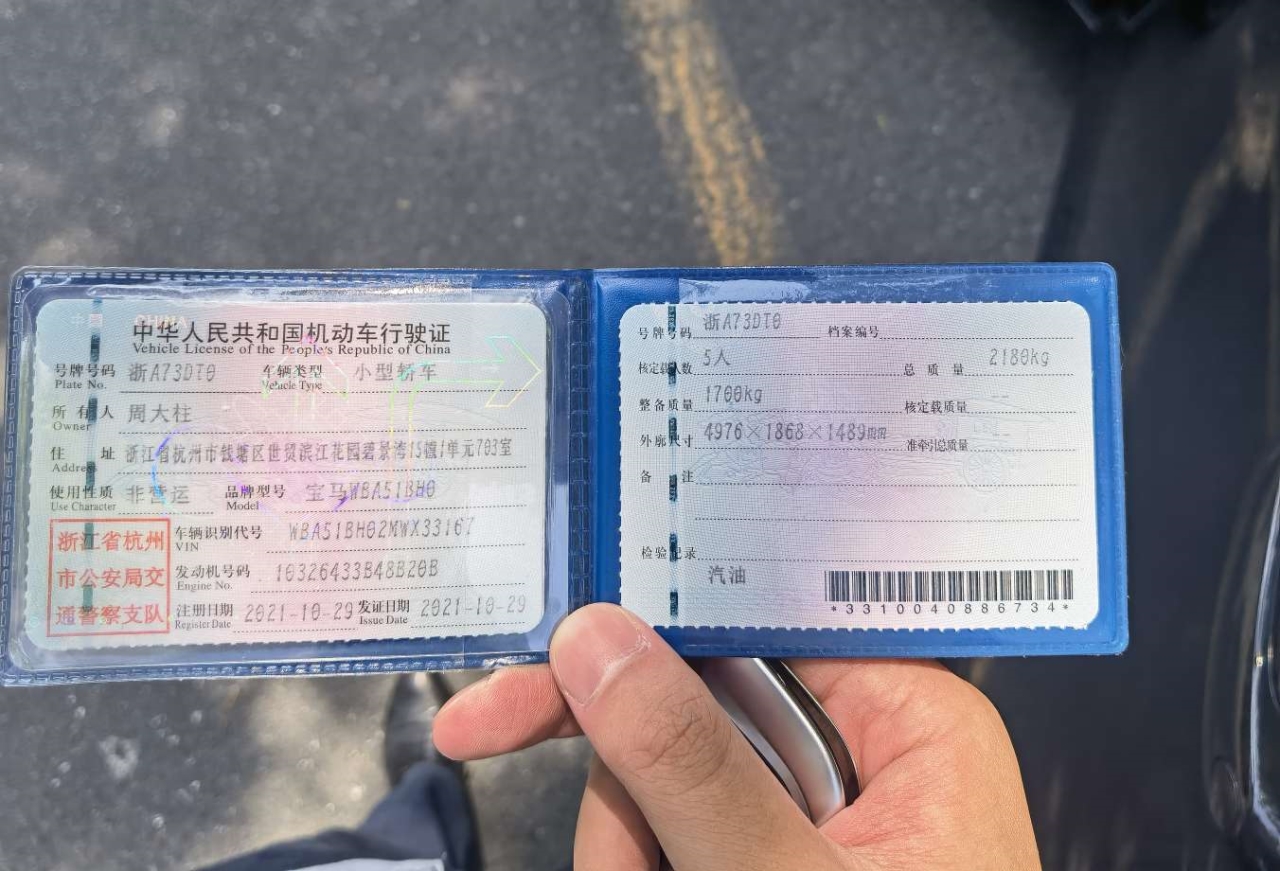 中国 CHINA
中华人民共和国机动车行驶证
Vehicle License of the People's Republic of China
号牌号码 浙A73DT0 车辆类型 小型轿车
Plate No. Vehicle Type
所有人 周大柱
Owner
住址 浙江省杭州市钱塘区世贸滨江花园碧景湾15幢1单元703室
Address
使用性质 非营运 品牌型号 宝马WBA51BH0
Use Character Model
浙江省杭州
市公安局交
通警察支队
车辆识别代号 WBA51BH02MWX33167
VIN
发动机号码 10326433B48B20B
Engine No.
注册日期 2021-10-29 发证日期 2021-10-29
Register Date Issue Date
号牌号码 浙A73DT0 档案编号
核定载人数 5人 总质量 2180kg
整备质量 1700kg 核定载质量 --
外廓尺寸 4976×1868×1489mm 准牵引总质量 --
备注
检验记录
汽油
*3310040886734*